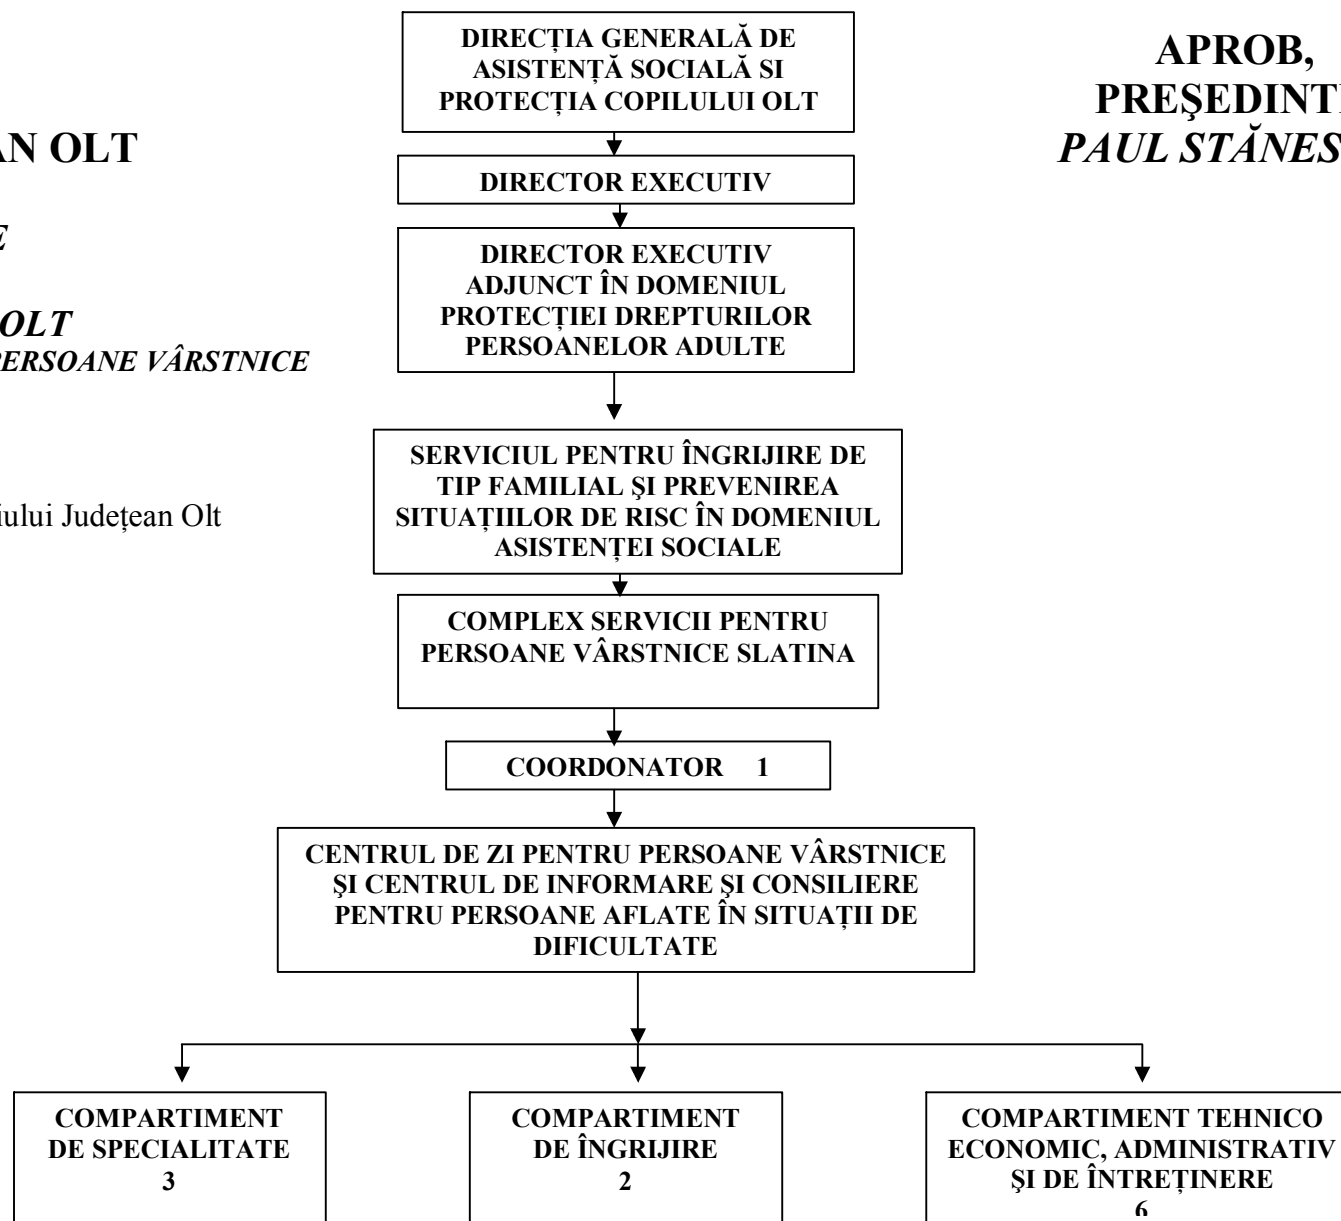 DIRECȚIA GENERALĂ DE
ASISTENȚĂ SOCIALĂ SI
PROTECȚIA COPILULUI OLT
APROB,
PREŞEDINT
PAUL STĂNES
AN OLT
E
OLT
PERSOANE VÂRSTNICE
iului Județean Olt
DIRECTOR EXECUTIV
DIRECTOR EXECUTIV
ADJUNCT ÎN DOMENIUL
PROTECȚIEI DREPTURILOR
PERSOANELOR ADULTE
SERVICIUL PENTRU ÎNGRIJIRE DE
TIP FAMILIAL ŞI PREVENIREA
SITUAȚIILOR DE RISC ÎN DOMENIUL
ASISTENȚEI SOCIALE
COMPLEX SERVICII PENTRU
PERSOANE VÂRSTNICE SLATINA
COORDONATOR 1
CENTRUL DE ZI PENTRU PERSOANE VÂRSTNICE
ŞI CENTRUL DE INFORMARE ŞI CONSILIERE
PENTRU PERSOANE AFLATE ÎN SITUAȚII DE
DIFICULTATE
COMPARTIMENT
DE SPECIALITATE
3
COMPARTIMENT
DE ÎNGRIJIRE
2
COMPARTIMENT TEHNICO
ECONOMIC, ADMINISTRATIV
ŞI DE ÎNTREȚINERE
6